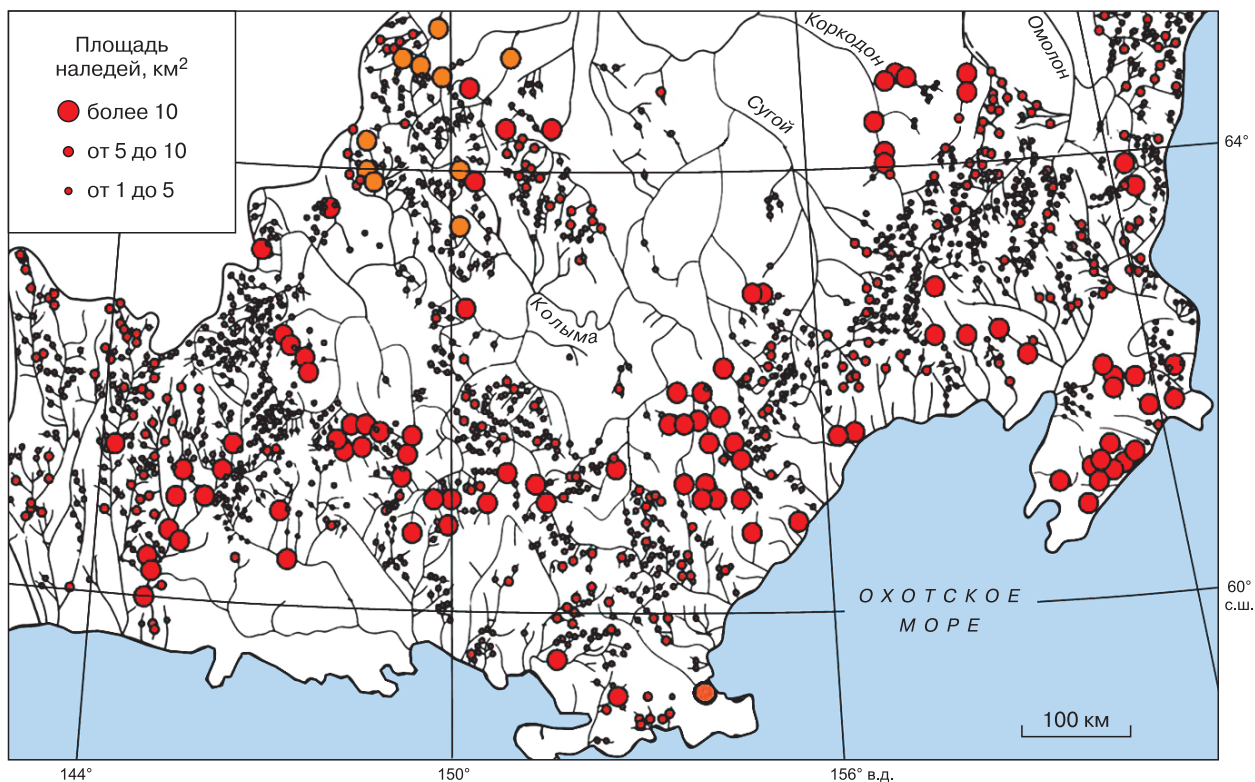 Площадь
наледей, км²
более 10
от 5 до 10
от 1 до 5
Коркодон
Омолон
Сугой
64°
Колыма
60°
с.ш.
ОХОТСКОЕ
МОРЕ
100 км
144°
150°
156° в.д.